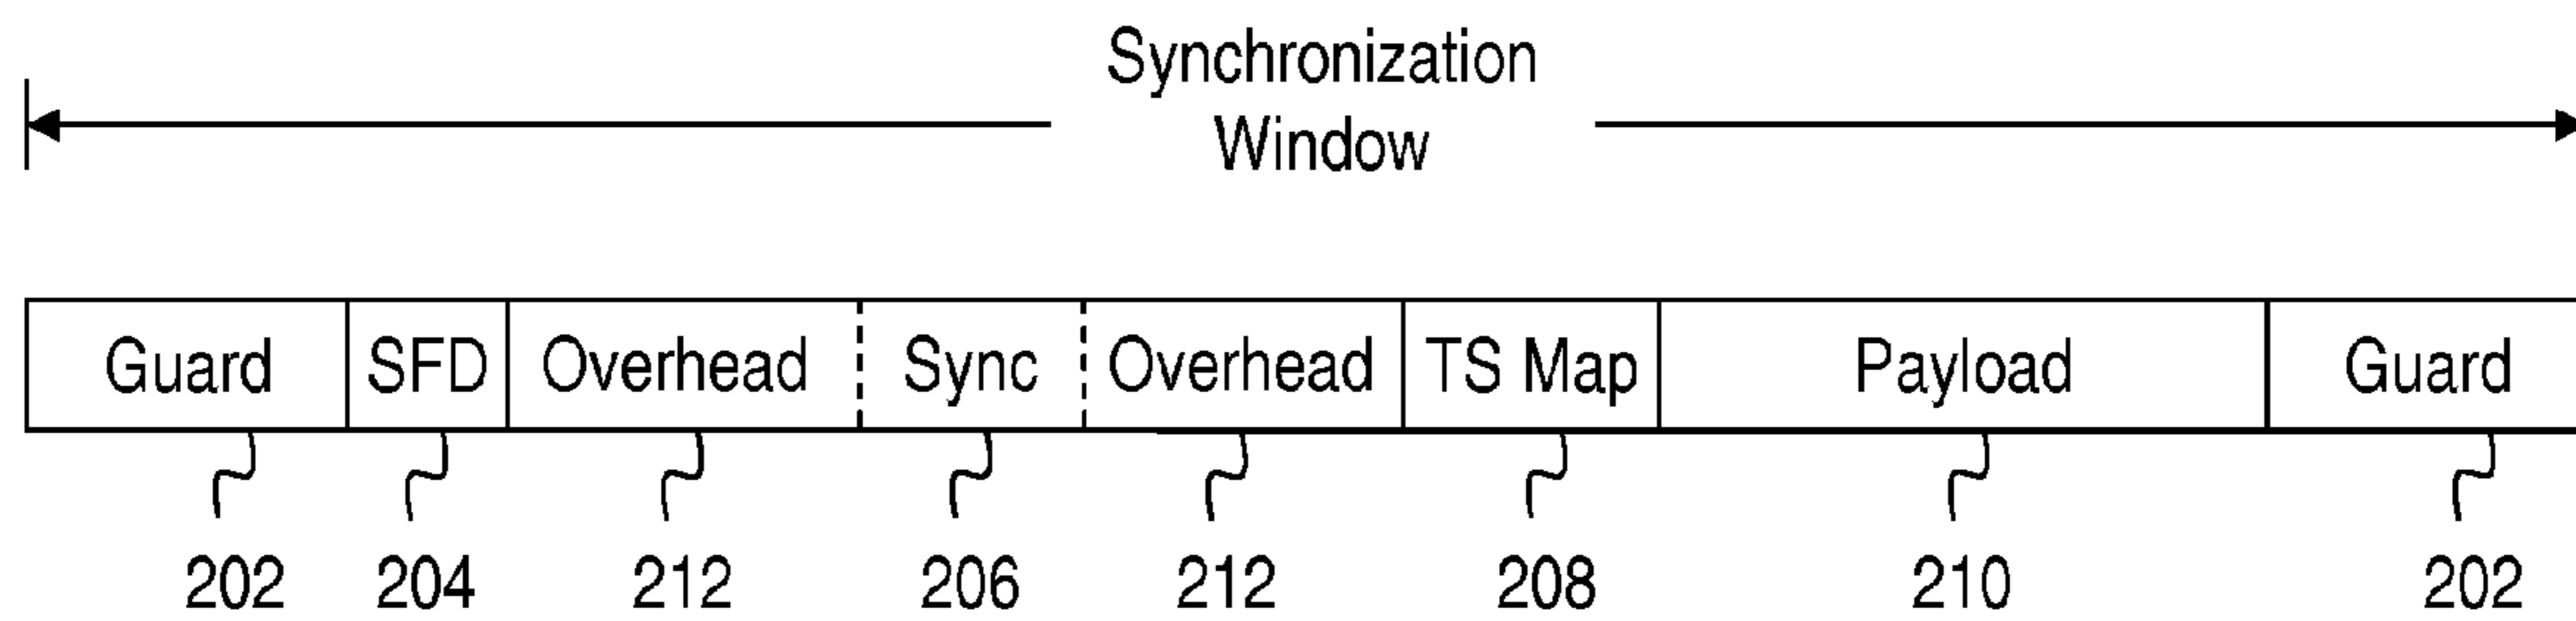 Synchronization
Window
Guard SFD Overhead Sync Overhead TS Map Payload Guard
202 204 212 206 212 208 210 202